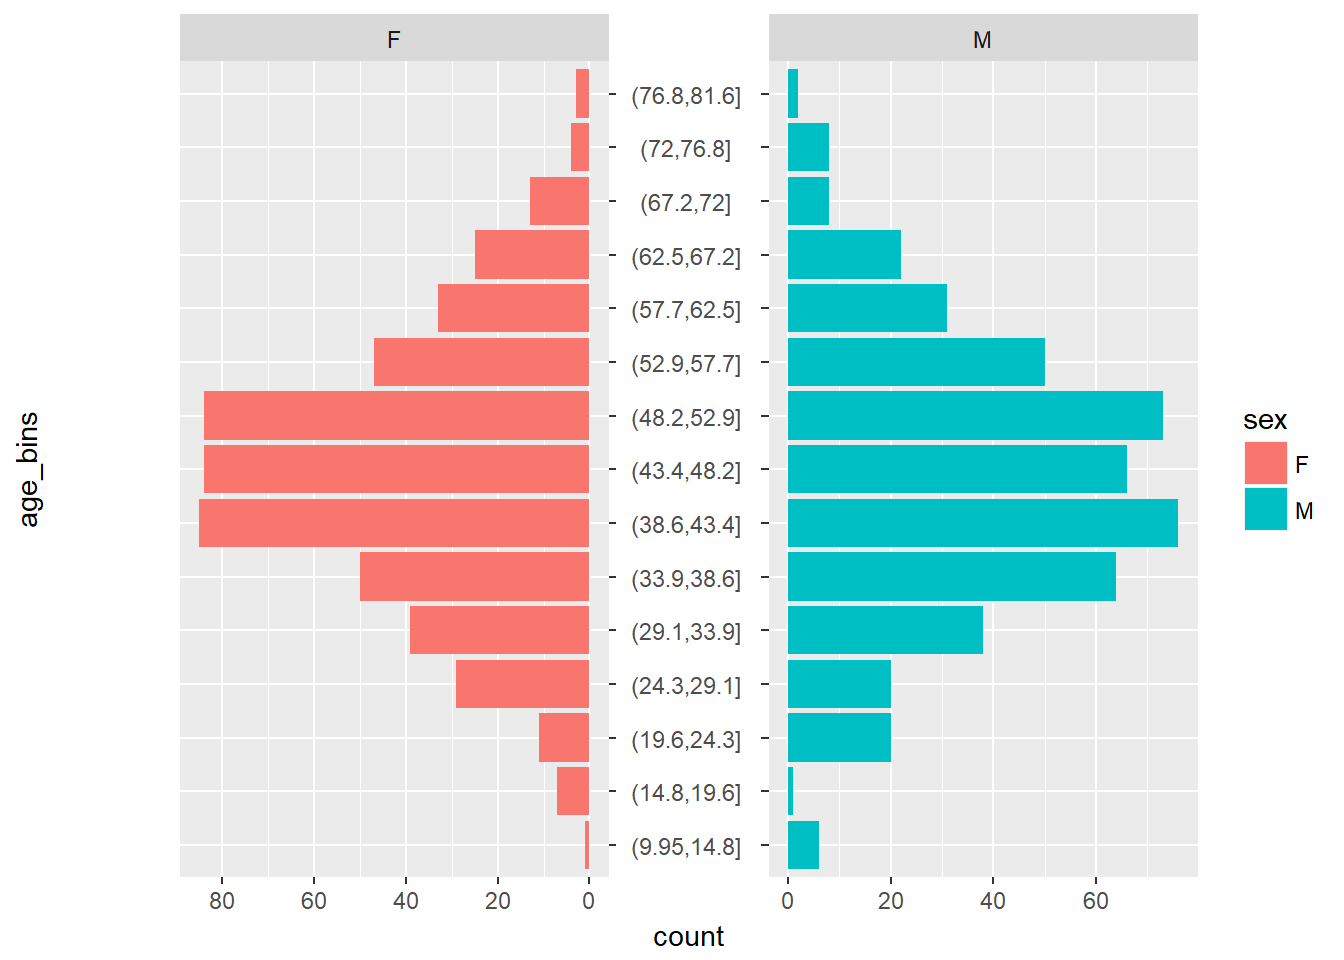 F
M
(76.8,81.6]
(72,76.8]
(67.2,72]
(62.5,67.2]
(57.7,62.5]
(52.9,57.7]
(48.2,52.9]
(43.4,48.2]
(38.6,43.4]
(33.9,38.6]
(29.1,33.9]
(24.3,29.1]
(19.6,24.3]
(14.8,19.6]
(9.95,14.8]
age_bins
80 60 40 20 0
0 20 40 60
count
sex
F
M